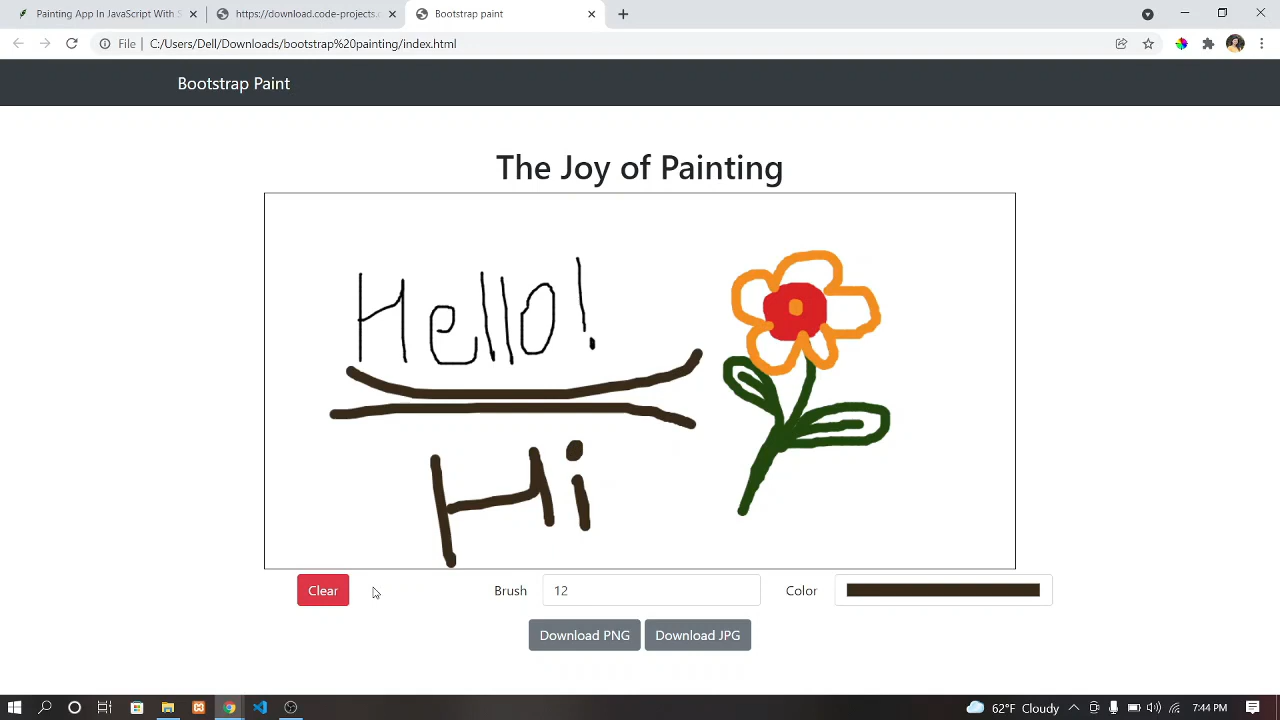 Painting App In JavaScript With S
https://download.code-projects.
Bootstrap paint
File C:/Users/Dell/Downloads/bootstrap%20painting/index.html
Bootstrap Paint
The Joy of Painting
Hello!
Hi
Clear
Brush 12
Color
Download PNG Download JPG
62°F Cloudy 7:44 PM